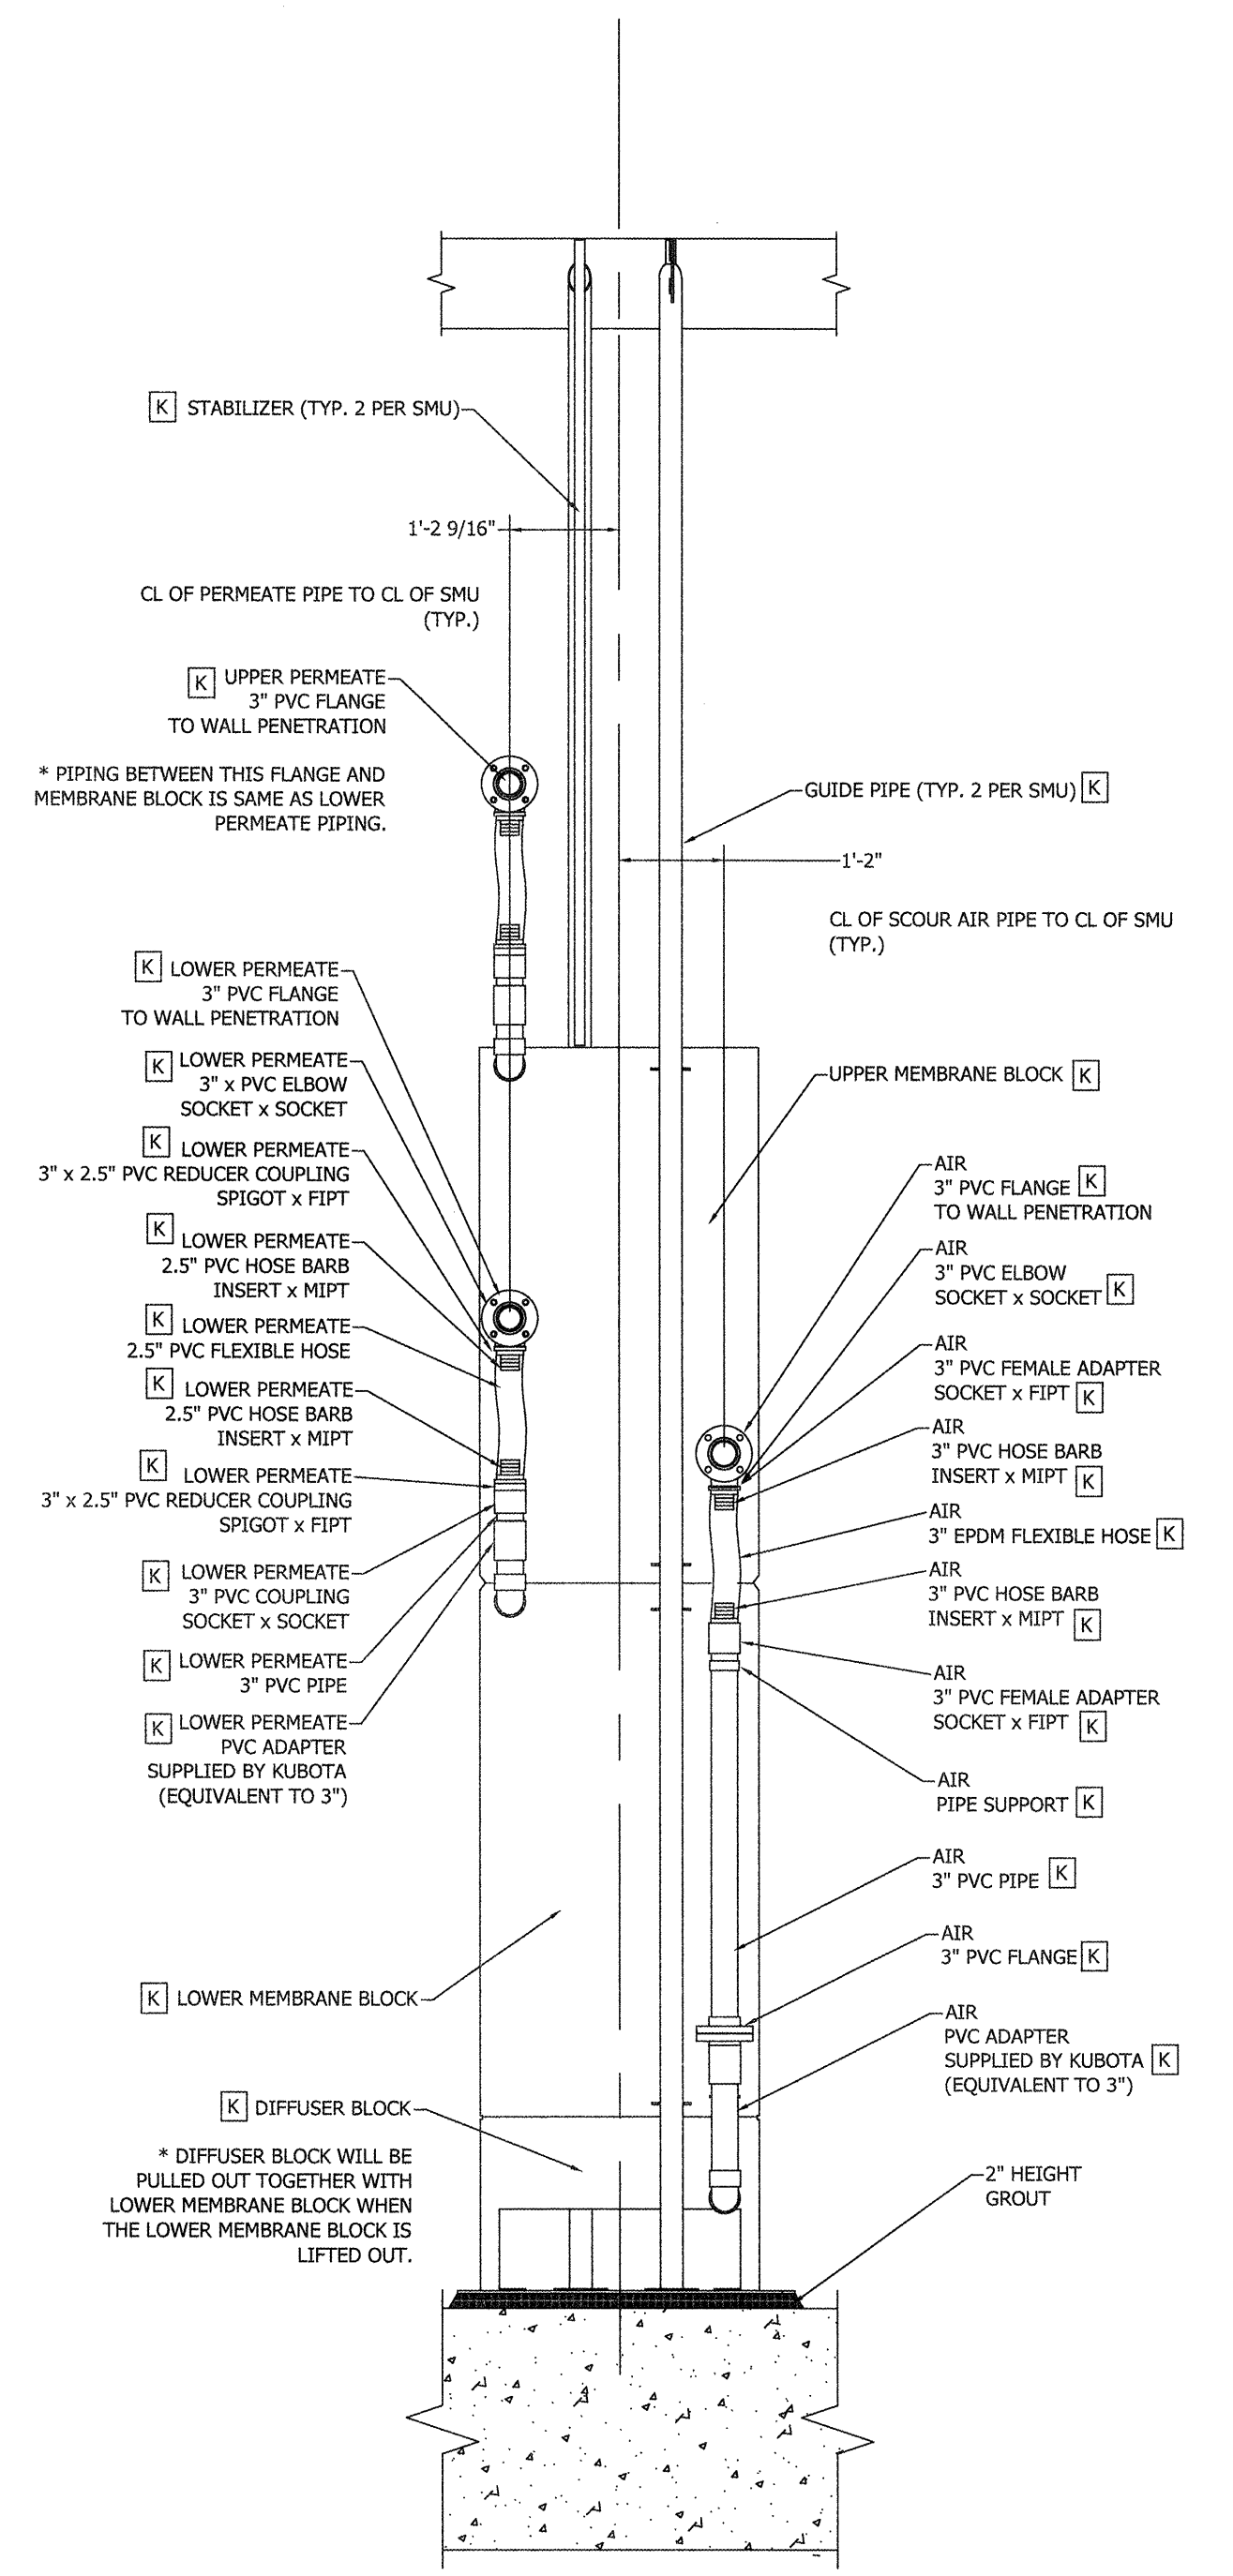 K STABILIZER (TYP. 2 PER SMU)
1'-2 9/16"
CL OF PERMEATE PIPE TO CL OF SMU
(TYP.)
K UPPER PERMEATE
3" PVC FLANGE
TO WALL PENETRATION
* PIPING BETWEEN THIS FLANGE AND
MEMBRANE BLOCK IS SAME AS LOWER
PERMEATE PIPING.
K LOWER PERMEATE
3" PVC FLANGE
TO WALL PENETRATION
K LOWER PERMEATE
3" x PVC ELBOW
SOCKET x SOCKET
K LOWER PERMEATE
3" x 2.5" PVC REDUCER COUPLING
SPIGOT x FIPT
K LOWER PERMEATE
2.5" PVC HOSE BARB
INSERT x MIPT
K LOWER PERMEATE
2.5" PVC FLEXIBLE HOSE
K LOWER PERMEATE
2.5" PVC HOSE BARB
INSERT x MIPT
K LOWER PERMEATE
3" x 2.5" PVC REDUCER COUPLING
SPIGOT x FIPT
K LOWER PERMEATE
3" PVC COUPLING
SOCKET x SOCKET
K LOWER PERMEATE
3" PVC PIPE
K LOWER PERMEATE
PVC ADAPTER
SUPPLIED BY KUBOTA
(EQUIVALENT TO 3")
K LOWER MEMBRANE BLOCK
K DIFFUSER BLOCK
* DIFFUSER BLOCK WILL BE
PULLED OUT TOGETHER WITH
LOWER MEMBRANE BLOCK WHEN
THE LOWER MEMBRANE BLOCK IS
LIFTED OUT.
GUIDE PIPE (TYP. 2 PER SMU) K
1'-2"
CL OF SCOUR AIR PIPE TO CL OF SMU
(TYP.)
UPPER MEMBRANE BLOCK K
AIR
3" PVC FLANGE K
TO WALL PENETRATION
AIR
3" PVC ELBOW
SOCKET x SOCKET K
AIR
3" PVC FEMALE ADAPTER
SOCKET x FIPT K
AIR
3" PVC HOSE BARB
INSERT x MIPT K
AIR
3" EPDM FLEXIBLE HOSE K
AIR
3" PVC HOSE BARB
INSERT x MIPT K
AIR
3" PVC FEMALE ADAPTER
SOCKET x FIPT K
AIR
PIPE SUPPORT K
AIR
3" PVC PIPE K
AIR
3" PVC FLANGE K
AIR
PVC ADAPTER
SUPPLIED BY KUBOTA K
(EQUIVALENT TO 3")
2" HEIGHT
GROUT